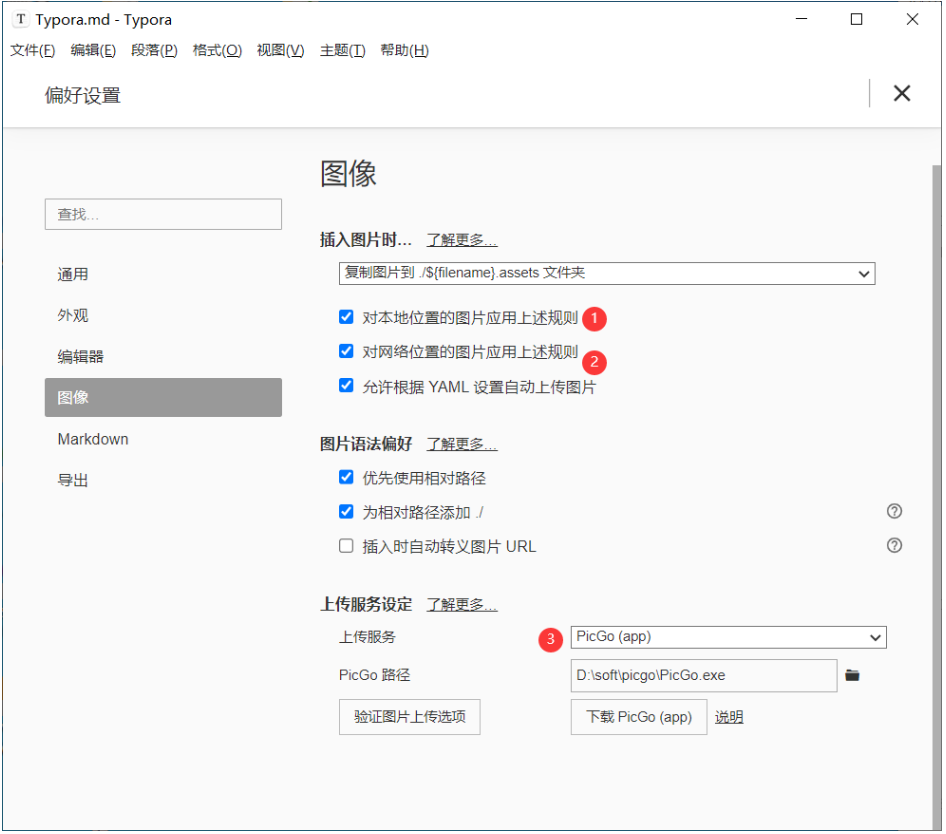 T Typora.md - Typora
文件(F) 编辑(E) 段落(P) 格式(O) 视图(V) 主题(T) 帮助(H)
偏好设置
查找...
通用
外观
编辑器
图像
Markdown
导出
图像
插入图片时... 了解更多...
复制图片到 ./${filename}.assets 文件夹
对本地位置的图片应用上述规则 1
对网络位置的图片应用上述规则 2
允许根据 YAML 设置自动上传图片
图片语法偏好 了解更多...
优先使用相对路径
为相对路径添加 ./ ?
插入时自动转义图片 URL ?
上传服务设定 了解更多...
上传服务 3 PicGo (app)
PicGo 路径 D:\soft\picgo\PicGo.exe
验证图片上传选项 下载 PicGo (app) 说明